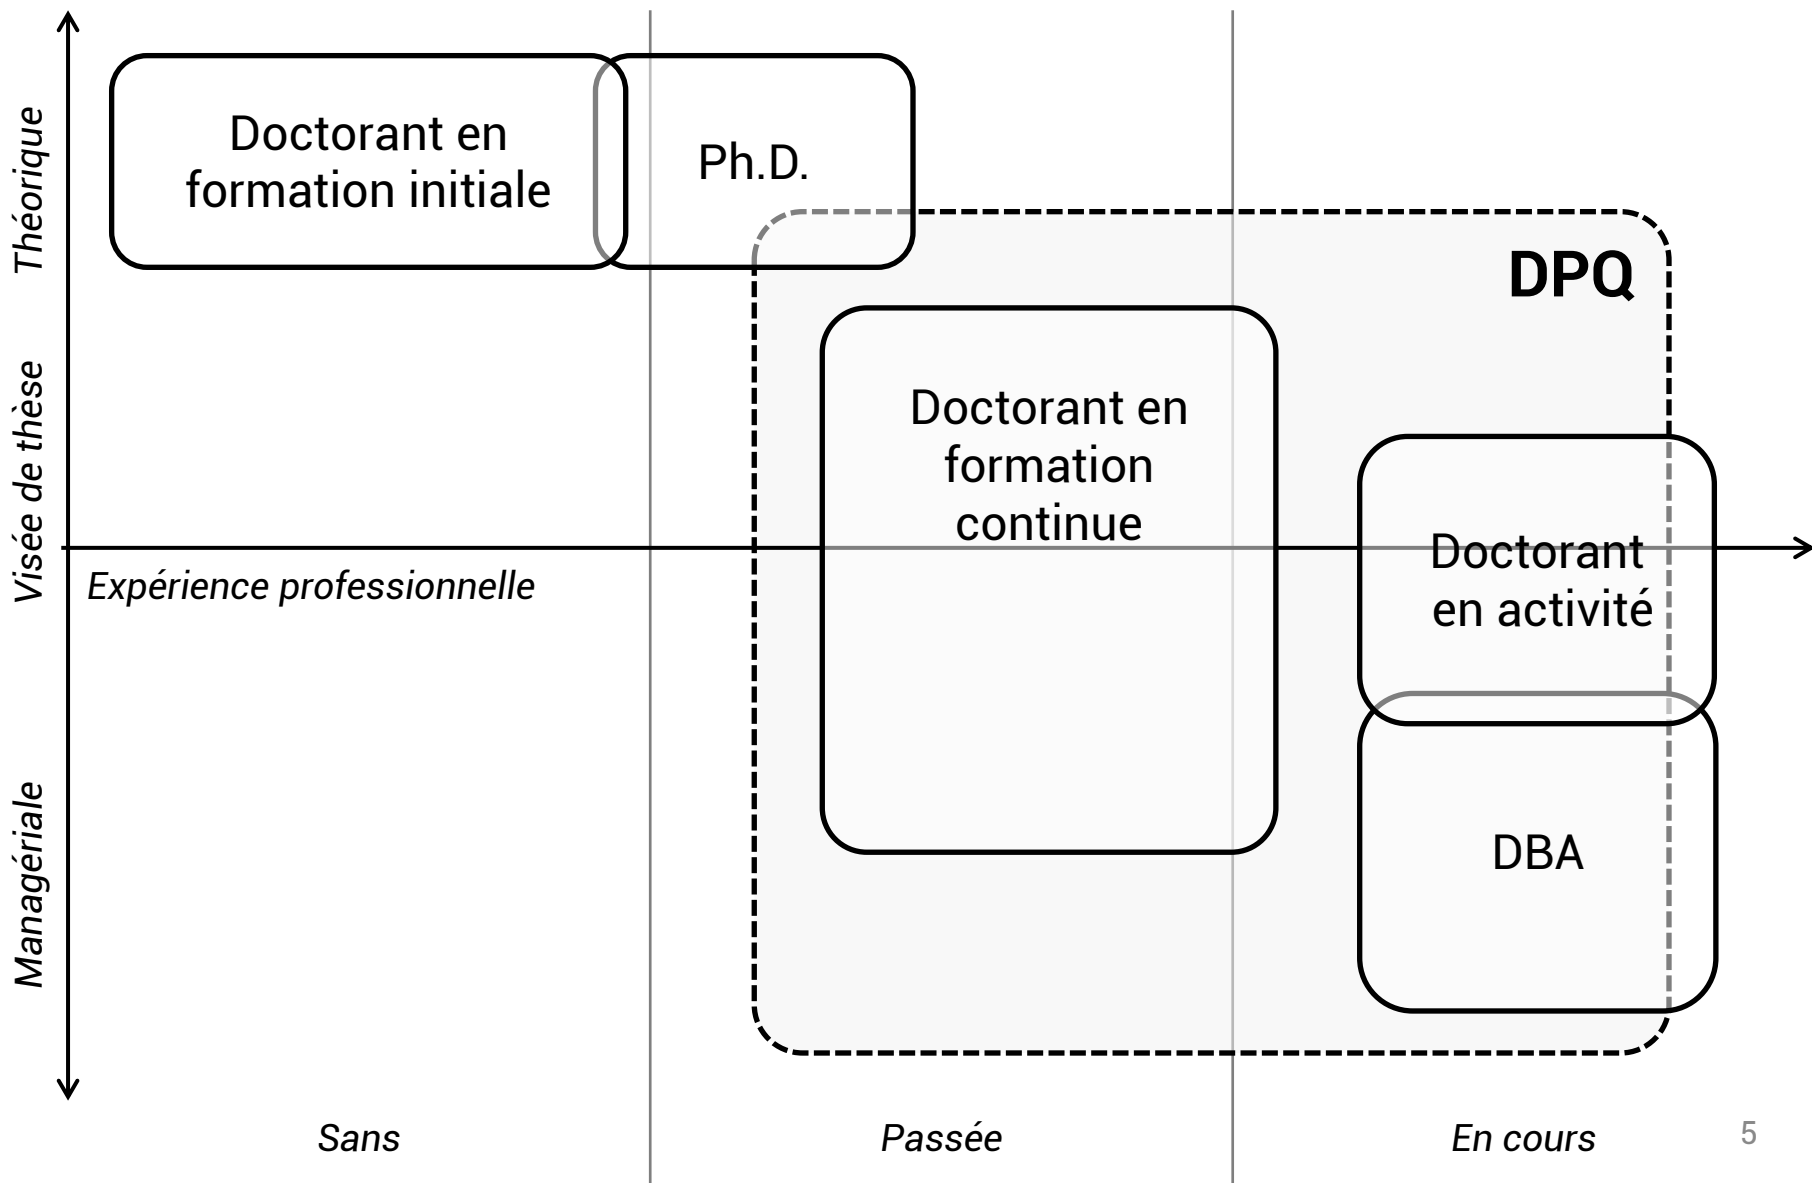 Théorique
Visée de thèse
Managériale
Doctorant en
formation initiale
Ph.D.
DPQ
Doctorant en
formation
continue
Doctorant
en activité
Expérience professionnelle
DBA
Sans
Passée
En cours
5